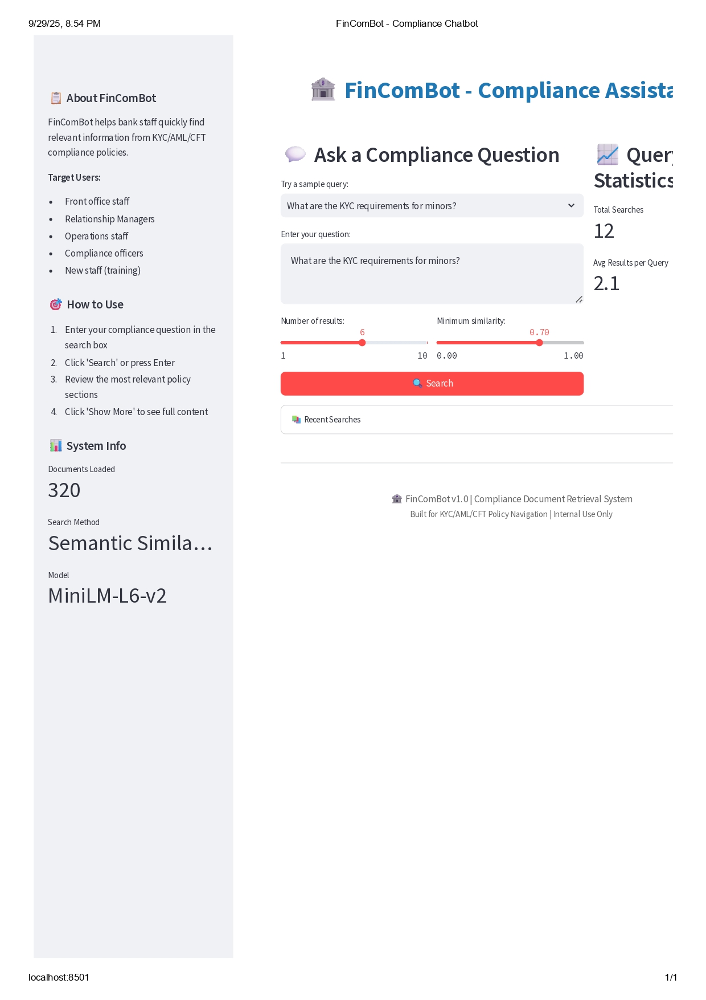 9/29/25, 8:54 PM
FinComBot - Compliance Chatbot
About FinComBot
FinComBot helps bank staff quickly find
relevant information from KYC/AML/CFT
compliance policies.
Target Users:
• Front office staff
• Relationship Managers
• Operations staff
• Compliance officers
• New staff (training)
How to Use
1. Enter your compliance question in the
search box
2. Click 'Search' or press Enter
3. Review the most relevant policy
sections
4. Click 'Show More' to see full content
System Info
Documents Loaded
320
Search Method
Semantic Simila...
Model
MiniLM-L6-v2
FinComBot - Compliance Assista
Ask a Compliance Question
Try a sample query:
What are the KYC requirements for minors?
Enter your question:
What are the KYC requirements for minors?
Number of results:
6
1 10
Minimum similarity:
0.70
0.00 1.00
Search
Recent Searches
Query
Statistics
Total Searches
12
Avg Results per Query
2.1
FinComBot v1.0 | Compliance Document Retrieval System
Built for KYC/AML/CFT Policy Navigation | Internal Use Only
localhost:8501
1/1